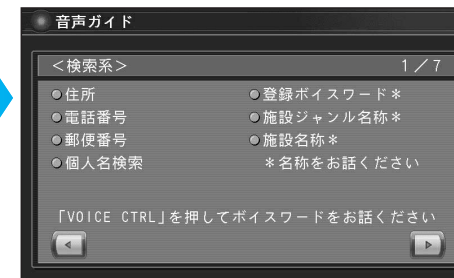 音声ガイド
<検索系> 1/7
●住所 ●登録ボイスワード*
●電話番号 ●施設ジャンル名称*
●郵便番号 ●施設名称*
●個人名検索 *名称をお話ください
「VOICE CTRL」を押してボイスワードをお話ください